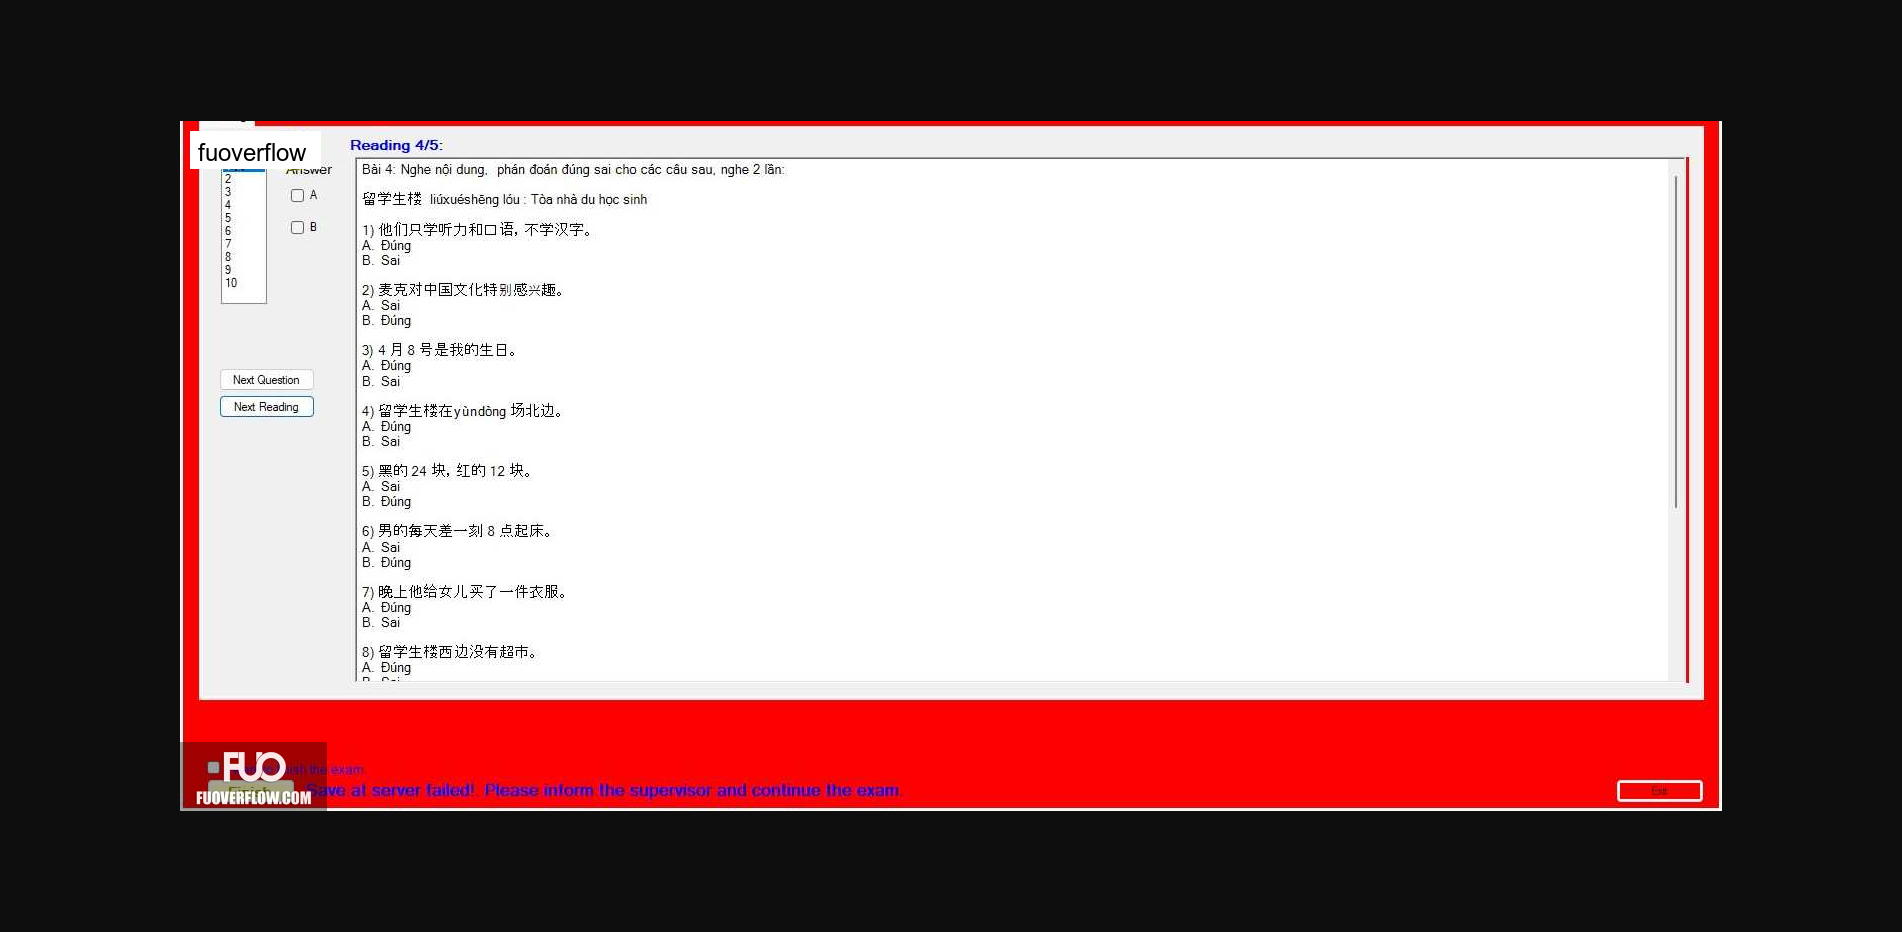 Reading 4/5:
fuoverflow
Answer
2
3
4
5
6
7
8
9
10
A
B
Next Question
Next Reading
Bài 4: Nghe nội dung, phán đoán đúng sai cho các câu sau, nghe 2 lần:
留学生楼 liúxuéshēng lóu : Tòa nhà du học sinh
1) 他们只学听力和口语, 不学汉字。
A. Đúng
B. Sai
2) 麦克对中国文化特别感兴趣。
A. Sai
B. Đúng
3) 4 月 8 号是我的生日。
A. Đúng
B. Sai
4) 留学生楼在yùndòng 场北边。
A. Đúng
B. Sai
5) 黑的 24 块, 红的 12 块。
A. Sai
B. Đúng
6) 男的每天差一刻 8 点起床。
A. Sai
B. Đúng
7) 晚上他给女儿买了一件衣服。
A. Đúng
B. Sai
8) 留学生楼西边没有超市。
A. Đúng
B. Sai
FUO
the exam.
FUOVERFLOW.COM
Save at server failed!. Please inform the supervisor and continue the exam.
Exit